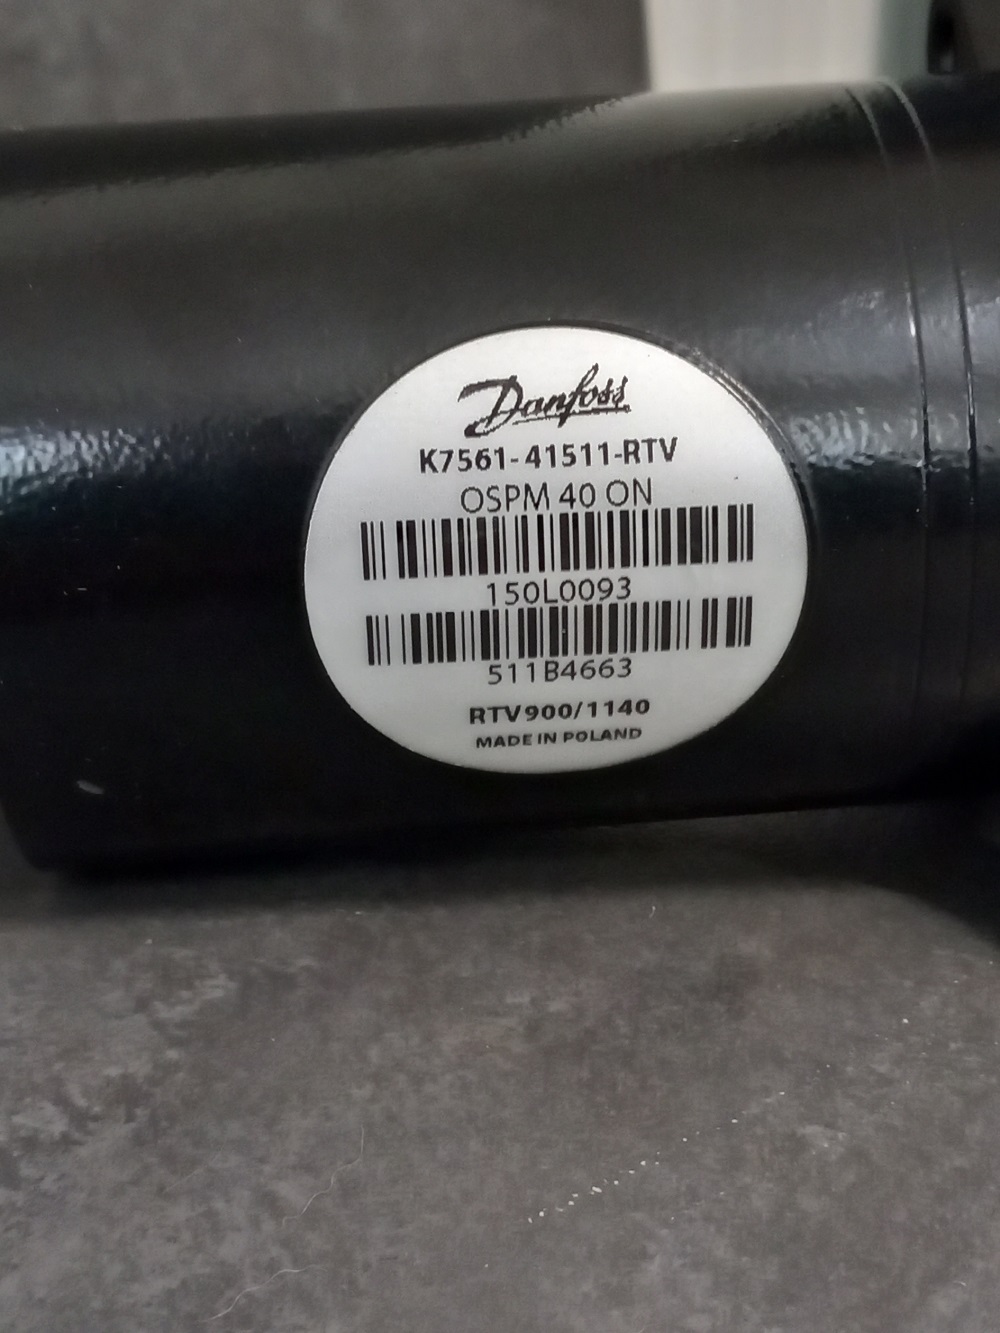 Danfoss
K7561-41511-RTV
OSPM 40 ON
150L0093
511B4663
RTV900/1140
MADE IN POLAND